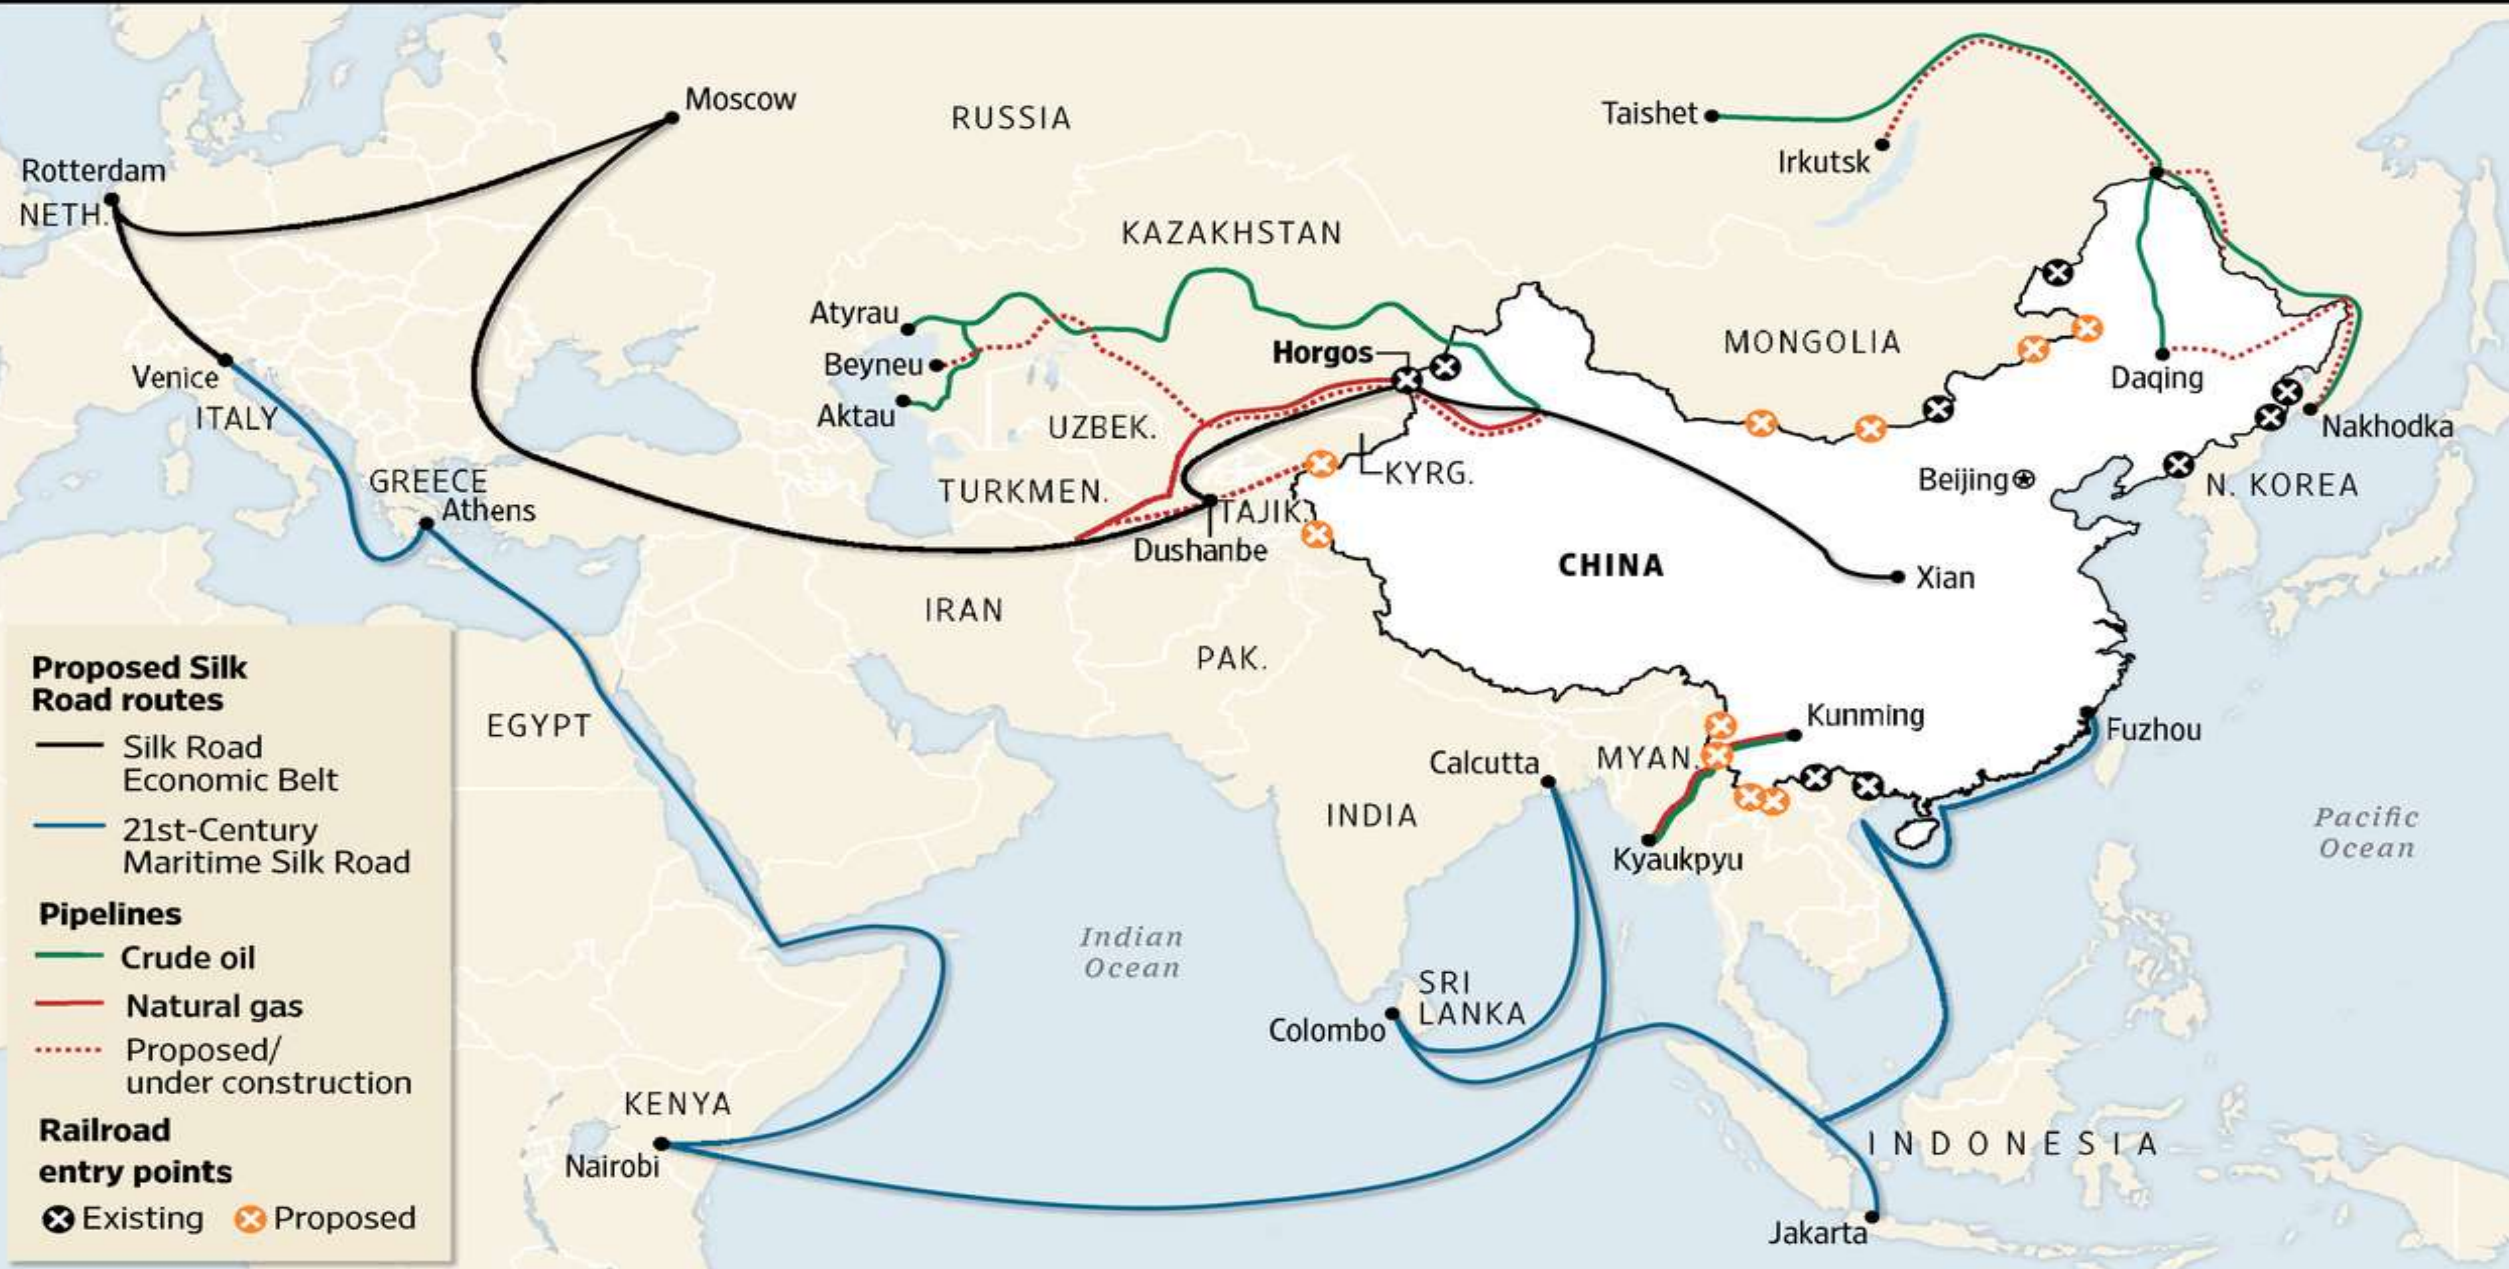 Moscow
RUSSIA
Taishet
Irkutsk
Rotterdam
NETH.
KAZAKHSTAN
Atyrau
Beyneu
Aktau
Horgos
MONGOLIA
Daqing
Nakhodka
Venice
ITALY
UZBEK.
KYRG.
Beijing
N. KOREA
GREECE
Athens
TURKMEN.
TAJIK.
Dushanbe
CHINA
Xian
IRAN
PAK.
EGYPT
Kunming
Fuzhou
Calcutta
MYAN.
INDIA
Kyaukpyu
Pacific
Ocean
Indian
Ocean
SRI
LANKA
Colombo
KENYA
Nairobi
INDONESIA
Jakarta
Proposed Silk
Road routes
Silk Road
Economic Belt
21st-Century
Maritime Silk Road
Pipelines
Crude oil
Natural gas
Proposed/
under construction
Railroad
entry points
Existing Proposed